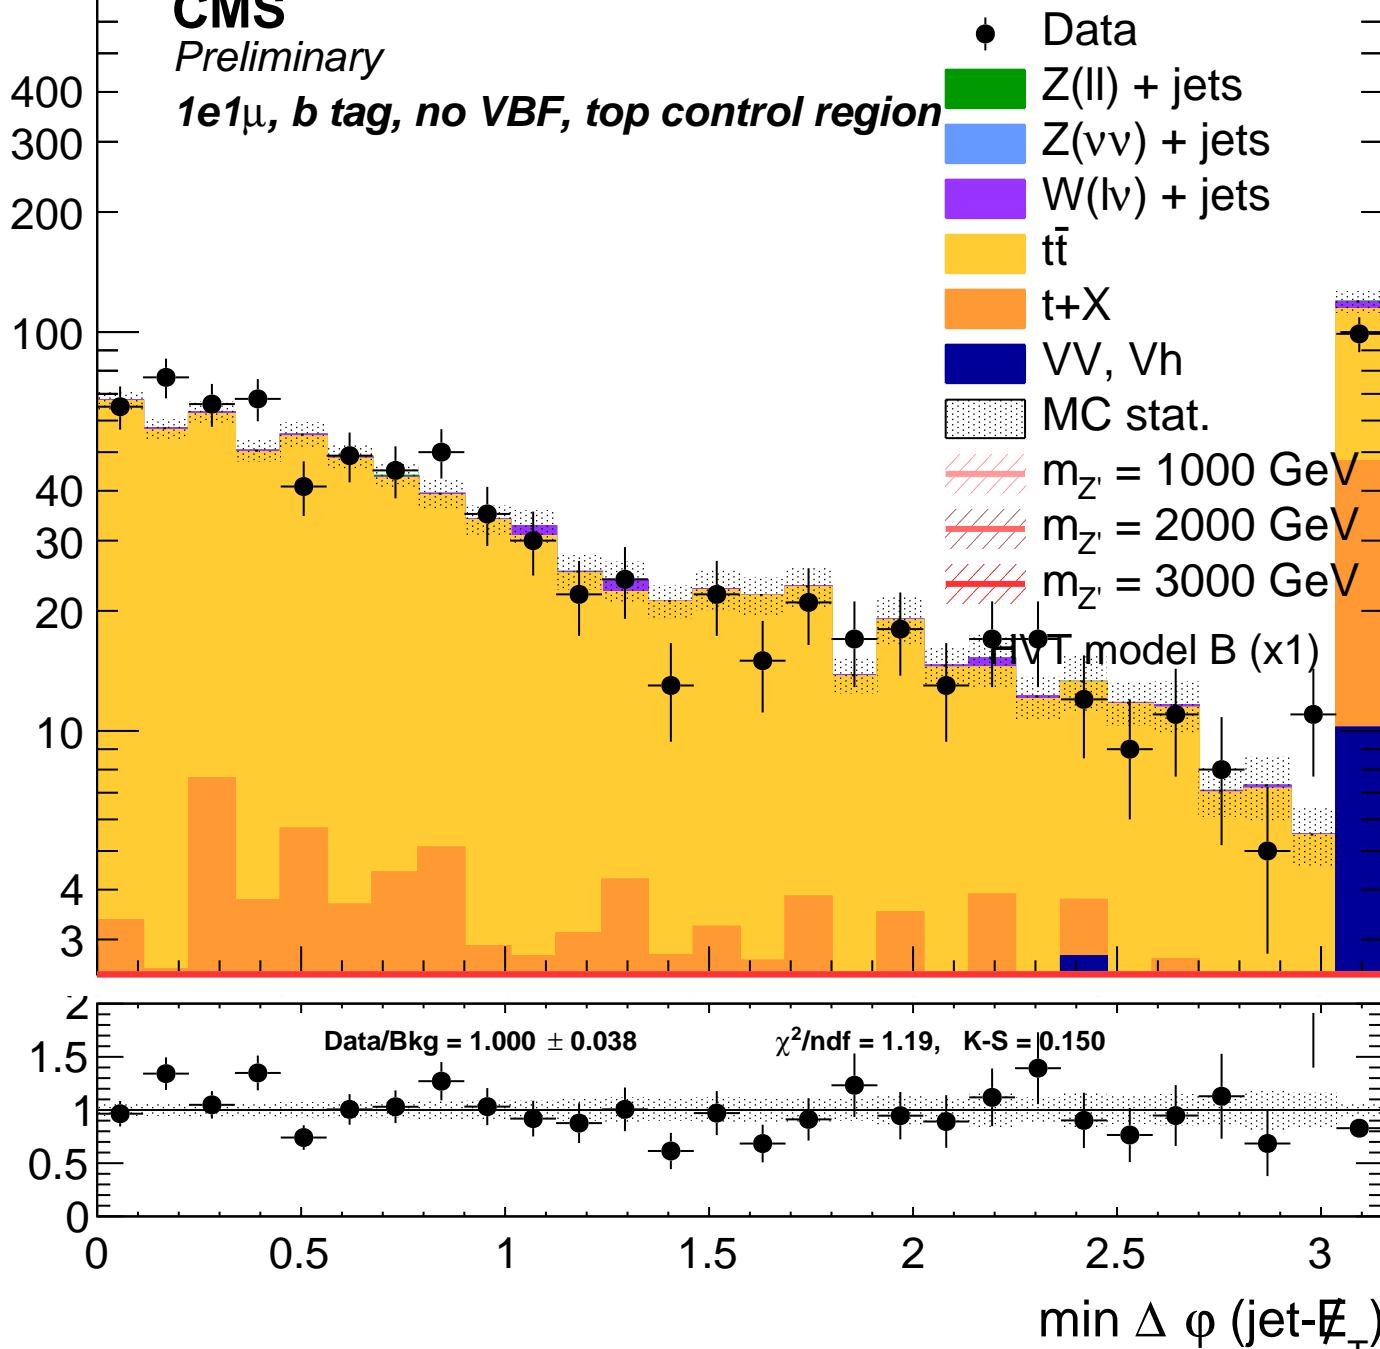 CMS
Preliminary
1e1μ, b tag, no VBF, top control region
Data
Z(ll) + jets
Z(νν) + jets
W(lν) + jets
tt̄
t+X
VV, Vh
MC stat.
m_Z' = 1000 GeV
m_Z' = 2000 GeV
m_Z' = 3000 GeV
HVT model B (x1)
400
300
200
100
40
30
20
10
4
3
2
1.5
1
0.5
0
Data/Bkg = 1.000 ± 0.038
χ²/ndf = 1.19, K-S = 0.150
0 0.5 1 1.5 2 2.5 3
min Δ φ (jet-E̸_T)